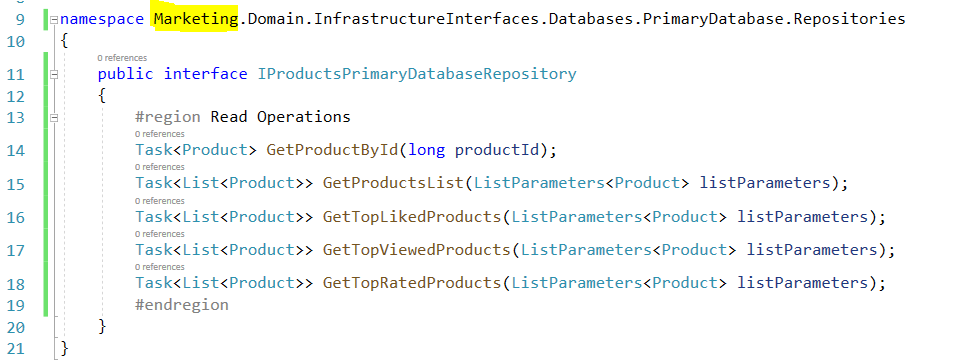 9 namespace Marketing.Domain.InfrastructureInterfaces.Databases.PrimaryDatabase.Repositories
10 {
0 references
11 public interface IProductsPrimaryDatabaseRepository
12 {
13 #region Read Operations
0 references
14 Task<Product> GetProductById(long productId);
0 references
15 Task<List<Product>> GetProductsList(ListParameters<Product> listParameters);
0 references
16 Task<List<Product>> GetTopLikedProducts(ListParameters<Product> listParameters);
0 references
17 Task<List<Product>> GetTopViewedProducts(ListParameters<Product> listParameters);
0 references
18 Task<List<Product>> GetTopRatedProducts(ListParameters<Product> listParameters);
19 #endregion
20 }
21 }